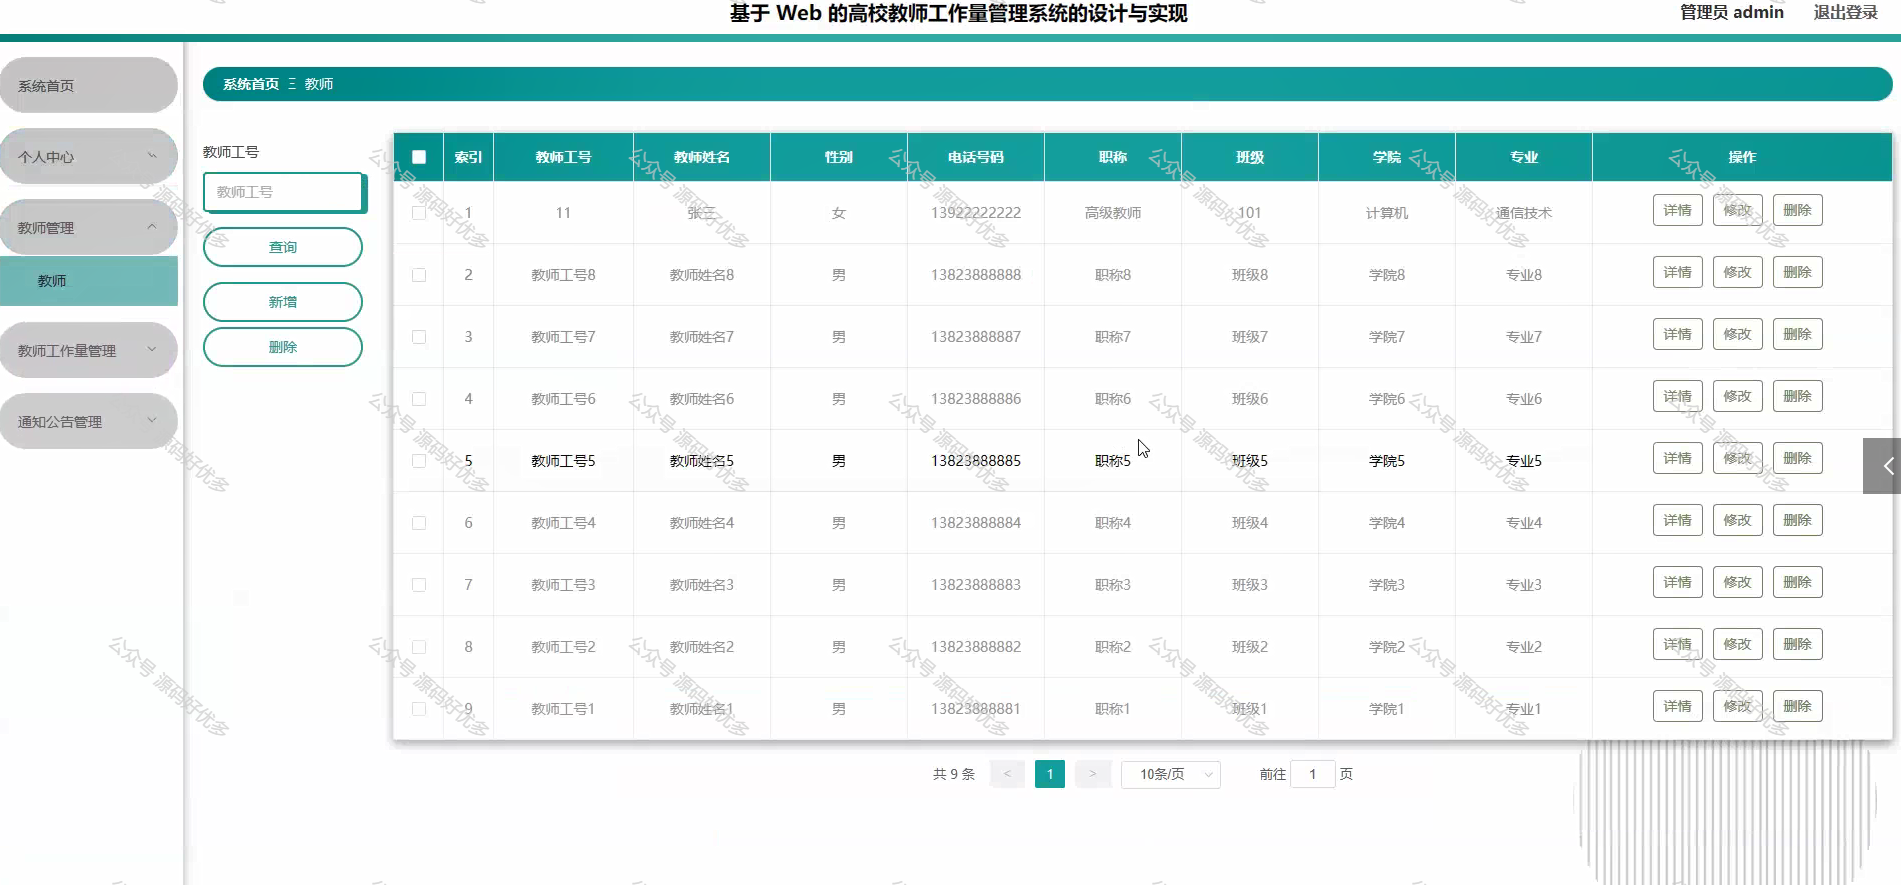 基于 Web 的高校教师工作量管理系统的设计与实现
管理员 admin 退出登录
系统首页
个人中心
教师管理
教师
教师工作量管理
通知公告管理
系统首页 Ξ 教师
教师工号
教师工号
查询
新增
删除
索引 教师工号 教师姓名 性别 电话号码 职称 班级 学院 专业 操作
1 11 张三 女 13922222222 高级教师 101 计算机 通信技术 详情 修改 删除
2 教师工号8 教师姓名8 男 13823888888 职称8 班级8 学院8 专业8 详情 修改 删除
3 教师工号7 教师姓名7 男 13823888887 职称7 班级7 学院7 专业7 详情 修改 删除
4 教师工号6 教师姓名6 男 13823888886 职称6 班级6 学院6 专业6 详情 修改 删除
5 教师工号5 教师姓名5 男 13823888885 职称5 班级5 学院5 专业5 详情 修改 删除
6 教师工号4 教师姓名4 男 13823888884 职称4 班级4 学院4 专业4 详情 修改 删除
7 教师工号3 教师姓名3 男 13823888883 职称3 班级3 学院3 专业3 详情 修改 删除
8 教师工号2 教师姓名2 男 13823888882 职称2 班级2 学院2 专业2 详情 修改 删除
9 教师工号1 教师姓名1 男 13823888881 职称1 班级1 学院1 专业1 详情 修改 删除
共 9 条 < 1 > 10条/页 前往 1 页
公众号 源码好优多